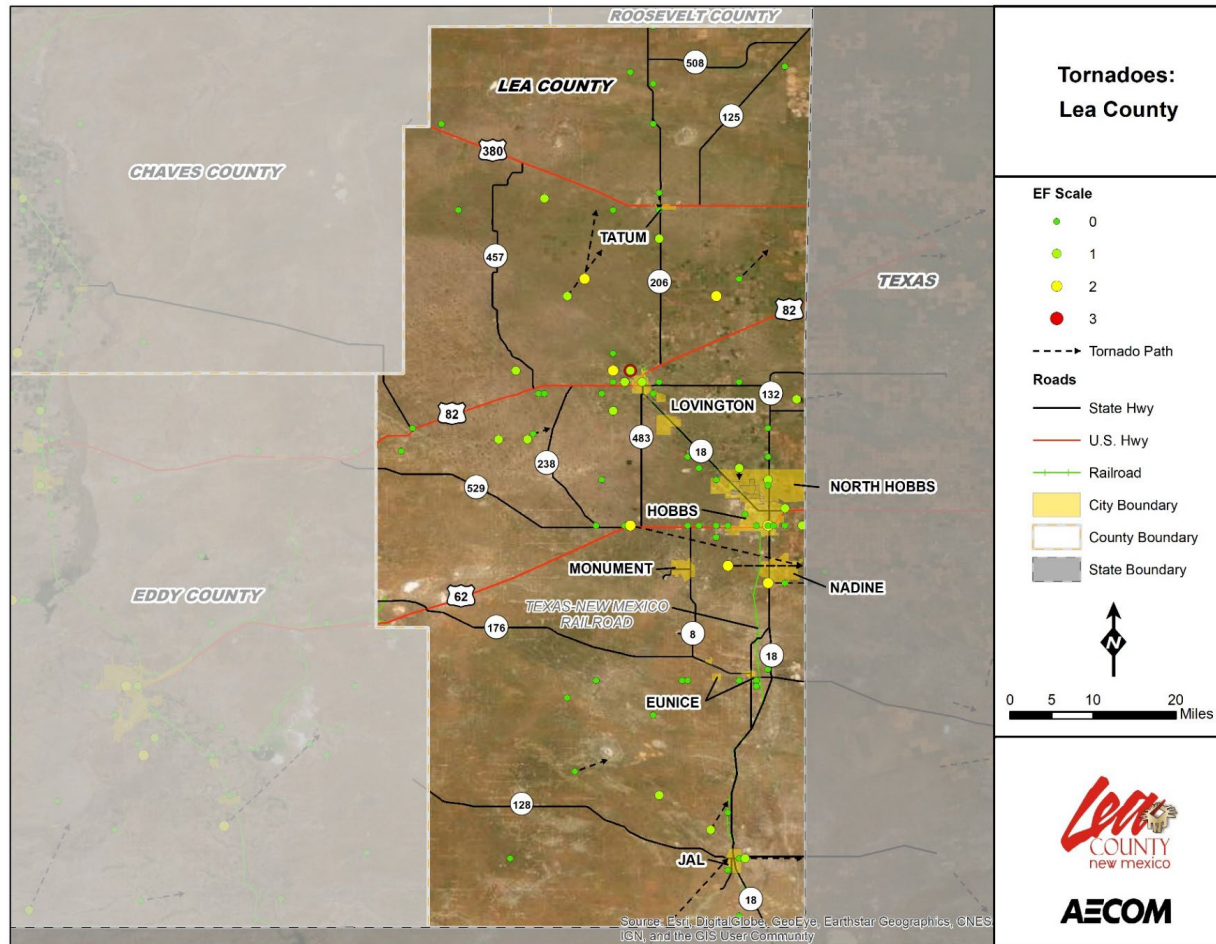 ROOSEVELT COUNTY
LEA COUNTY
508
125
380
CHAVES COUNTY
TATUM
457
206
TEXAS
82
LOVINGTON
132
82
483
18
238
529
NORTH HOBBS
HOBBS
MONUMENT
NADINE
EDDY COUNTY
62
TEXAS-NEW MEXICO
RAILROAD
176
8
18
EUNICE
128
JAL
18
Source: Esri, DigitalGlobe, GeoEye, Earthstar Geographics, CNES
IGN, and the GIS User Community
Tornadoes:
Lea County
EF Scale
0
1
2
3
Tornado Path
Roads
State Hwy
U.S. Hwy
Railroad
City Boundary
County Boundary
State Boundary
N
0 5 10 20
Miles
Lea
COUNTY
new mexico
AECOM